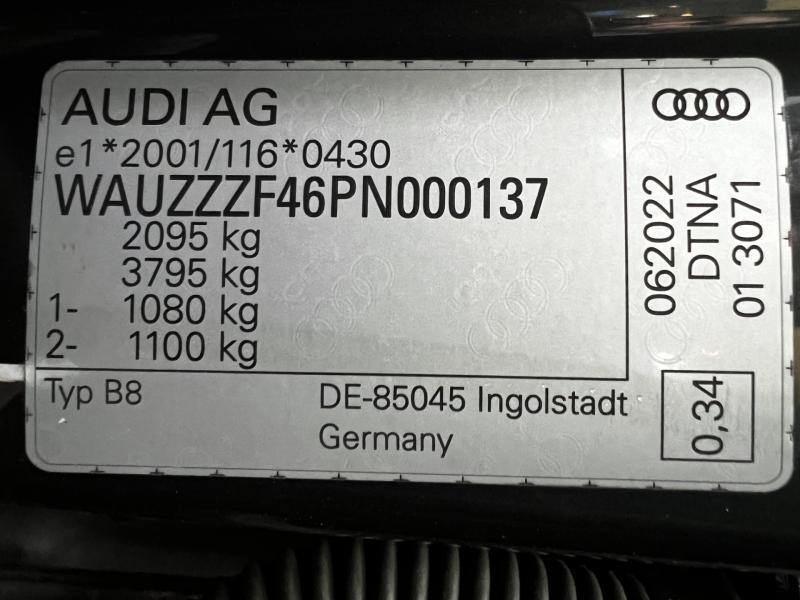 AUDI AG
e1*2001/116*0430
WAUZZZF46PN000137
2095 kg
3795 kg
1- 1080 kg
2- 1100 kg
Typ B8
DE-85045 Ingolstadt
Germany
062022
DTNA
01 3071
0,34